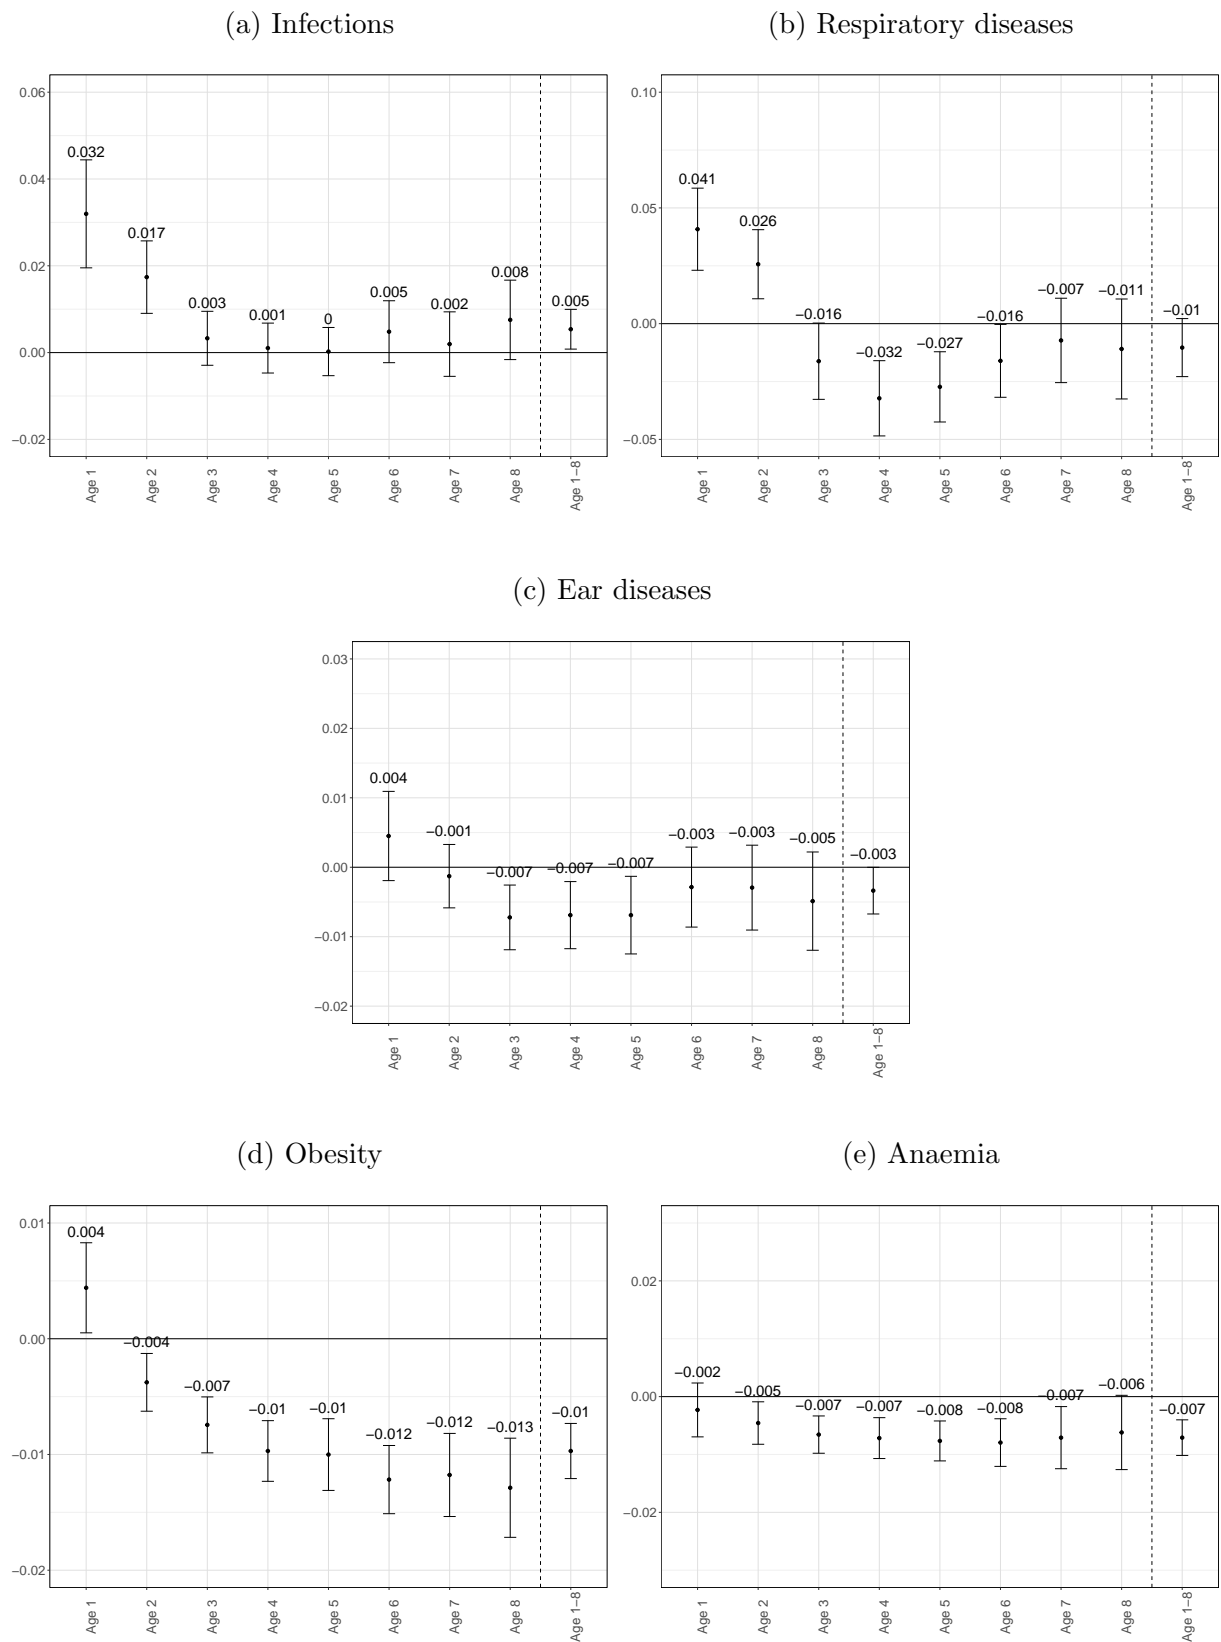 (a) Infections
0.06
0.04
0.02
0.00
−0.02
0.032
0.017
0.003
0.001
0
0.005
0.002
0.008
0.005
Age 1
Age 2
Age 3
Age 4
Age 5
Age 6
Age 7
Age 8
Age 1−8
(b) Respiratory diseases
0.10
0.05
0.00
−0.05
0.041
0.026
−0.016
−0.032
−0.027
−0.016
−0.007
−0.011
−0.01
Age 1
Age 2
Age 3
Age 4
Age 5
Age 6
Age 7
Age 8
Age 1−8
(c) Ear diseases
0.03
0.02
0.01
0.00
−0.01
−0.02
0.004
−0.001
−0.007
−0.007
−0.007
−0.003
−0.003
−0.005
−0.003
Age 1
Age 2
Age 3
Age 4
Age 5
Age 6
Age 7
Age 8
Age 1−8
(d) Obesity
0.01
0.00
−0.01
−0.02
0.004
−0.004
−0.007
−0.01
−0.01
−0.012
−0.012
−0.013
−0.01
Age 1
Age 2
Age 3
Age 4
Age 5
Age 6
Age 7
Age 8
Age 1−8
(e) Anaemia
0.02
0.00
−0.02
−0.002
−0.005
−0.007
−0.007
−0.008
−0.008
−0.007
−0.006
−0.007
Age 1
Age 2
Age 3
Age 4
Age 5
Age 6
Age 7
Age 8
Age 1−8